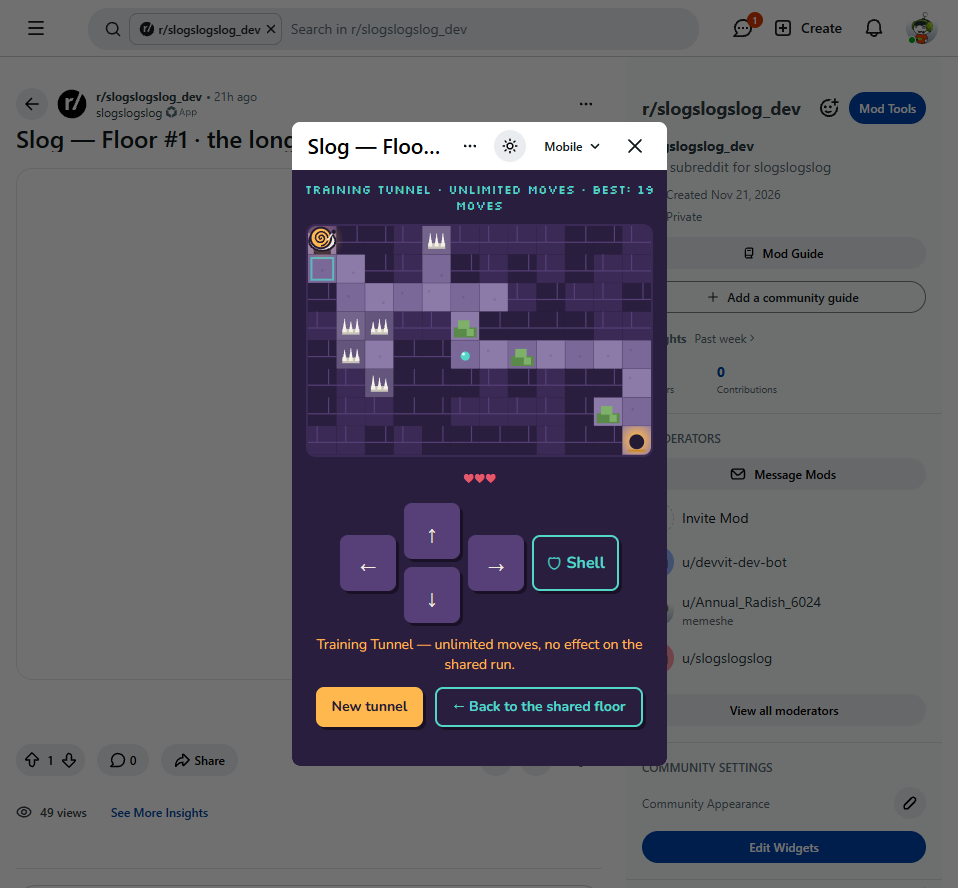 r/slogslogslog_dev
Search in r/slogslogslog_dev
1
Create
r/slogslogslog_dev • 21h ago
slogslogslog App
Slog — Floor #1 · the long
r/slogslogslog_dev
Mod Tools
Slog — Floo...
Mobile
TRAINING TUNNEL · UNLIMITED MOVES · BEST: 19
MOVES
↑
←
→
↓
Shell
Training Tunnel — unlimited moves, no effect on the
shared run.
New tunnel
← Back to the shared floor
gslogslog_dev
subreddit for slogslogslog
Created Nov 21, 2026
Private
Mod Guide
Add a community guide
Past week
0
Contributions
Message Mods
Invite Mod
u/devvit-dev-bot
u/Annual_Radish_6024
memeshe
u/slogslogslog
View all moderators
COMMUNITY SETTINGS
Community Appearance
Edit Widgets
1
0
Share
49 views
See More Insights